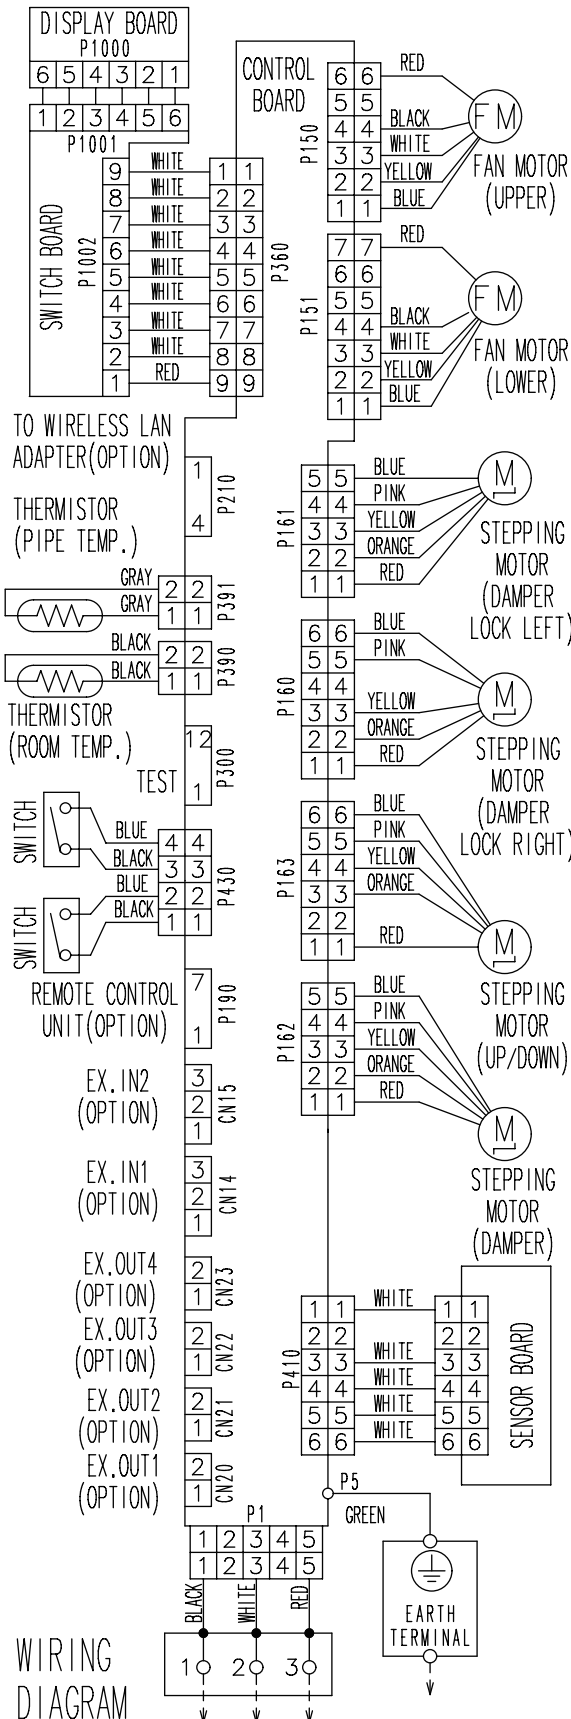 DISPLAY BOARD
P1000
6 5 4 3 2 1
1 2 3 4 5 6
P1001
SWITCH BOARD
P1002
9 WHITE 1 1
8 WHITE 2 2
7 WHITE 3 3
6 WHITE 4 4
5 WHITE 5 5
4 WHITE 6 6
3 WHITE 7 7
2 WHITE 8 8
1 RED 9 9
P360
CONTROL
BOARD
P150
6 6 RED
5 5
4 4 BLACK
3 3 WHITE
2 2 YELLOW
1 1 BLUE
FM
FAN MOTOR
(UPPER)
P151
7 7 RED
6 6
5 5
4 4 BLACK
3 3 WHITE
2 2 YELLOW
1 1 BLUE
FM
FAN MOTOR
(LOWER)
TO WIRELESS LAN
ADAPTER(OPTION)
1
4
P210
THERMISTOR
(PIPE TEMP.)
GRAY 2 2
GRAY 1 1
P391
BLACK 2 2
BLACK 1 1
P390
THERMISTOR
(ROOM TEMP.)
TEST
12
1
P300
SWITCH
SWITCH
BLUE 4 4
BLACK 3 3
BLUE 2 2
BLACK 1 1
P430
REMOTE CONTROL
UNIT(OPTION)
7
1
P190
EX.IN2
(OPTION)
3
2
1
CN15
EX.IN1
(OPTION)
3
2
1
CN14
EX.OUT4
(OPTION)
2
1
CN23
EX.OUT3
(OPTION)
2
1
CN22
EX.OUT2
(OPTION)
2
1
CN21
EX.OUT1
(OPTION)
2
1
CN20
P161
5 5 BLUE
4 4 PINK
3 3 YELLOW
2 2 ORANGE
1 1 RED
M
STEPPING
MOTOR
(DAMPER
LOCK LEFT)
P160
6 6 BLUE
5 5 PINK
4 4
3 3 YELLOW
2 2 ORANGE
1 1 RED
M
STEPPING
MOTOR
(DAMPER
LOCK RIGHT)
P163
6 6 BLUE
5 5 PINK
4 4 YELLOW
3 3 ORANGE
2 2
1 1 RED
M
STEPPING
MOTOR
(UP/DOWN)
P162
5 5 BLUE
4 4 PINK
3 3 YELLOW
2 2 ORANGE
1 1 RED
M
STEPPING
MOTOR
(DAMPER)
P410
1 1 WHITE 1 1
2 2 2 2
3 3 WHITE 3 3
4 4 WHITE 4 4
5 5 WHITE 5 5
6 6 WHITE 6 6
SENSOR BOARD
P5
GREEN
EARTH
TERMINAL
P1
1 2 3 4 5
1 2 3 4 5
BLACK WHITE RED
1 2 3
WIRING
DIAGRAM